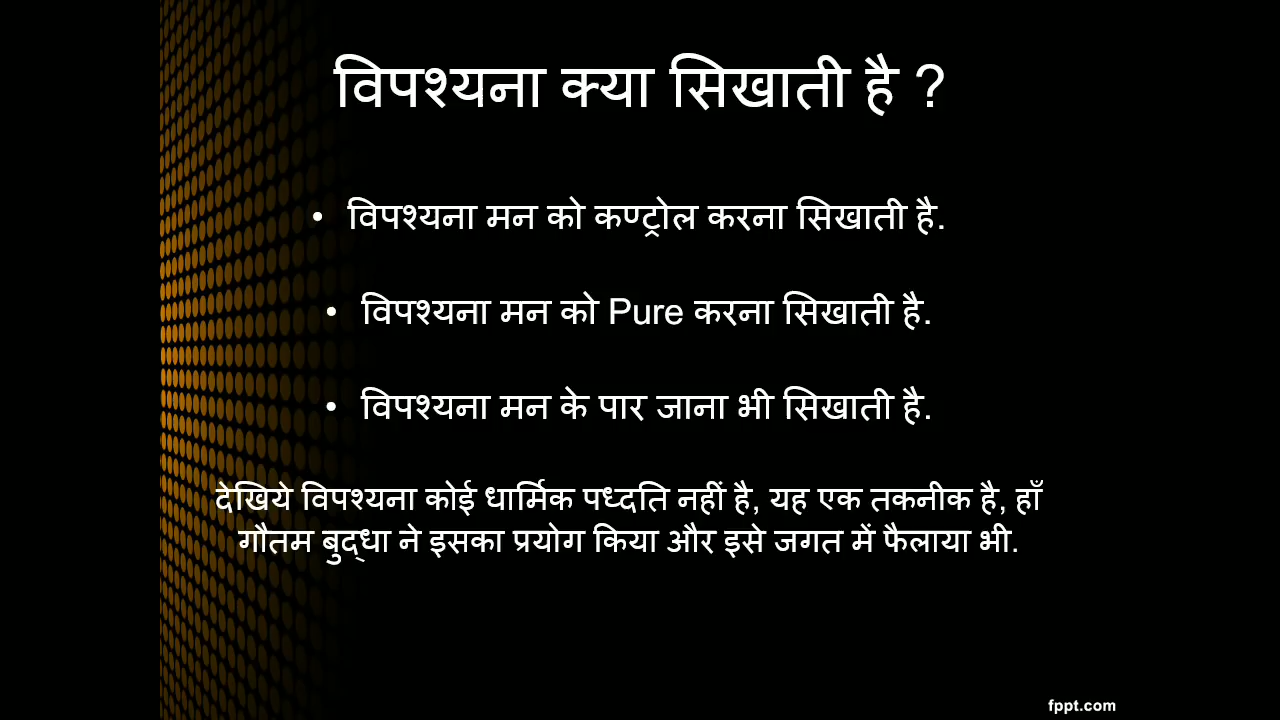 विपश्यना क्या सिखाती है ?
• विपश्यना मन को कण्ट्रोल करना सिखाती है.
• विपश्यना मन को Pure करना सिखाती है.
• विपश्यना मन के पार जाना भी सिखाती है.
देखिये विपश्यना कोई धार्मिक पध्दति नहीं है, यह एक तकनीक है, हाँ
गौतम बुद्धा ने इसका प्रयोग किया और इसे जगत में फैलाया भी.
fppt.com